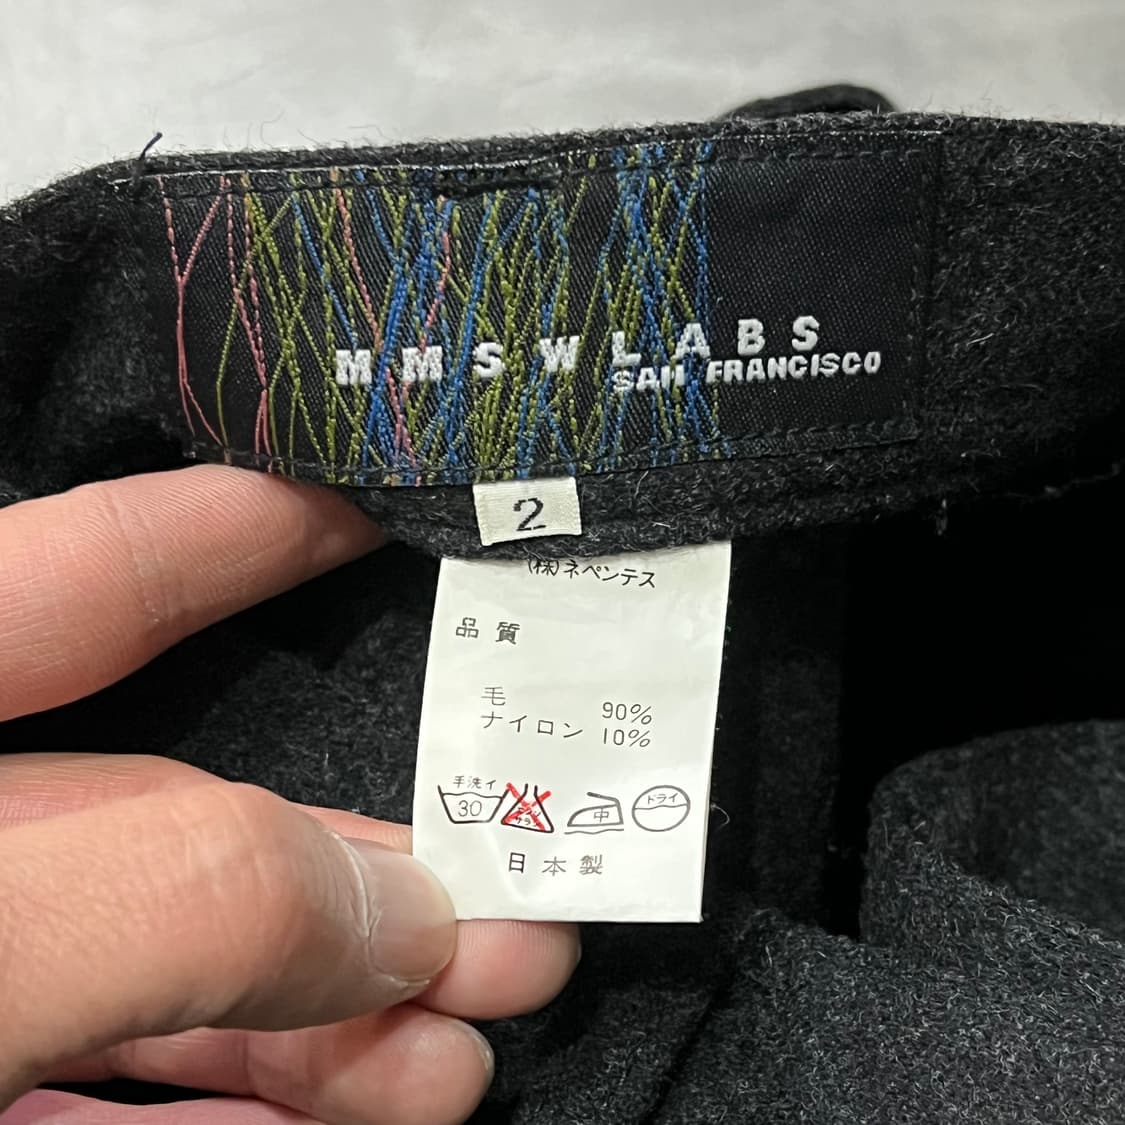 MMSWLABS
SAN FRANCISCO
2
(株)ネペンテス
品質
毛 90%
ナイロン 10%
手洗イ
30
中
ドライ
日本製